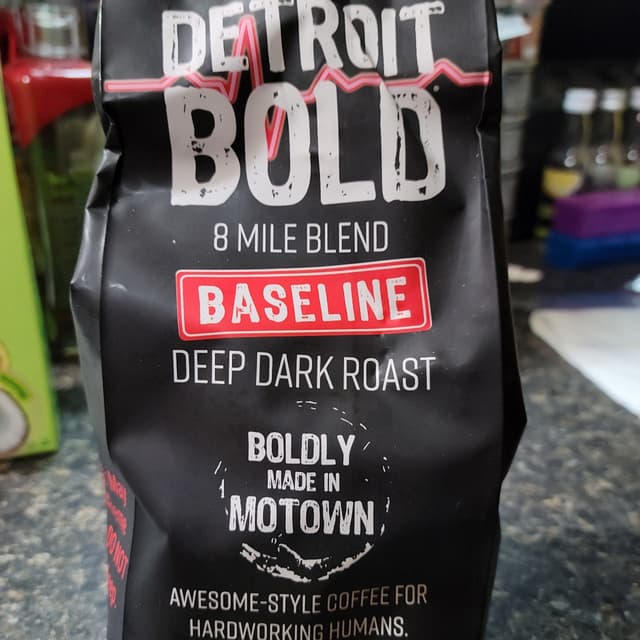 DETROIT
BOLD
8 MILE BLEND
BASELINE
DEEP DARK ROAST
BOLDLY
MADE IN
MOTOWN
AWESOME-STYLE COFFEE FOR
HARDWORKING HUMANS.